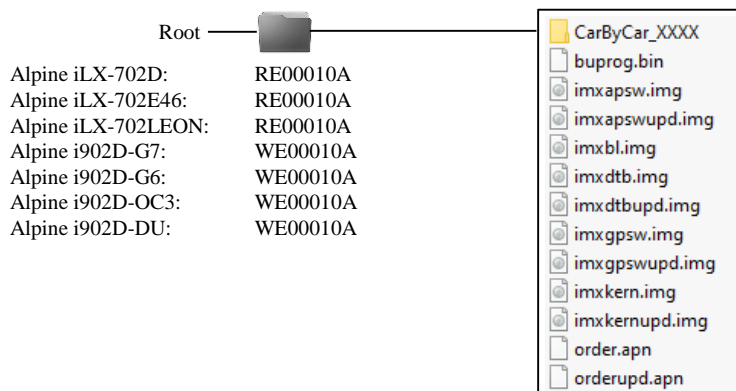 Root
Alpine iLX-702D: RE00010A
Alpine iLX-702E46: RE00010A
Alpine iLX-702LEON: RE00010A
Alpine i902D-G7: WE00010A
Alpine i902D-G6: WE00010A
Alpine i902D-OC3: WE00010A
Alpine i902D-DU: WE00010A
CarByCar_XXXX
buprog.bin
imxapsw.img
imxapswupd.img
imxbl.img
imxdtb.img
imxdtbupd.img
imxgpsw.img
imxgpswupd.img
imxkern.img
imxkernupd.img
order.apn
orderupd.apn